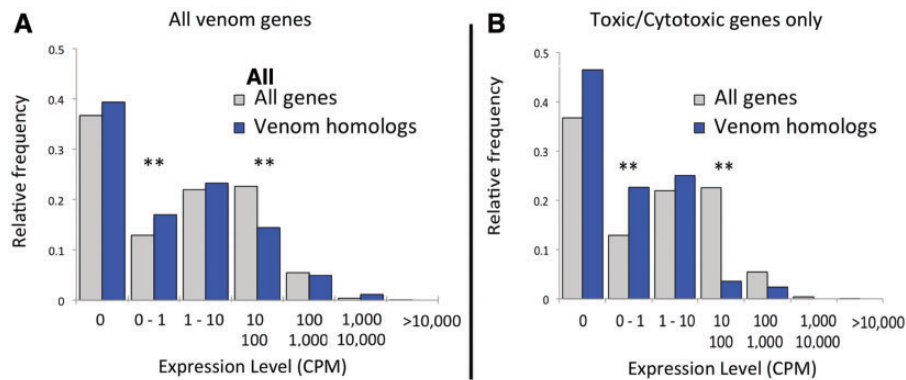 A
All venom genes
0.5
0.4
0.3
0.2
0.1
0
Relative frequency
All
All genes
Venom homologs
**
**
0
0 - 1
1 - 10
10
100
100
1,000
1,000
10,000
>10,000
Expression Level (CPM)
B
Toxic/Cytotoxic genes only
0.5
0.4
0.3
0.2
0.1
0
Relative frequency
All genes
Venom homologs
**
**
0
0 - 1
1 - 10
10
100
100
1,000
1,000
10,000
>10,000
Expression Level (CPM)